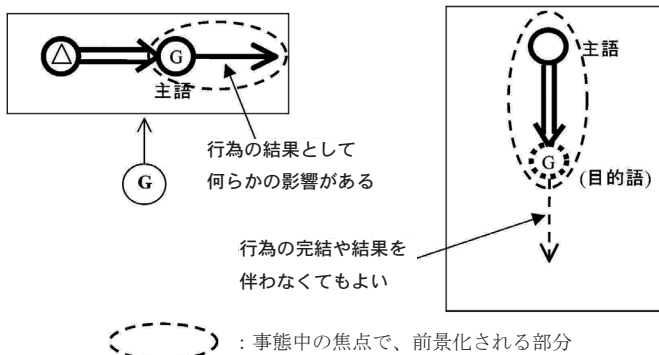 G
主語
行為の結果として
何らかの影響がある
G
主語
G
(目的語)
行為の完結や結果を
伴わなくてもよい
：事態中の焦点で、前景化される部分